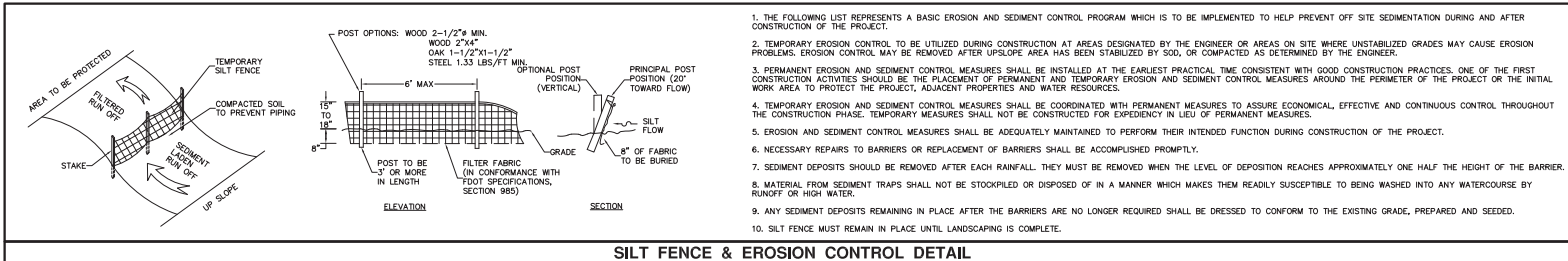 AREA TO BE PROTECTED
FILTERED
RUN OFF
TEMPORARY
SILT FENCE
COMPACTED SOIL
TO PREVENT PIPING
STAKE
SEDIMENT
LADEN
RUN OFF
UP SLOPE
POST OPTIONS: WOOD 2-1/2"ø MIN.
WOOD 2"X4"
OAK 1-1/2"X1-1/2"
STEEL 1.33 LBS/FT MIN.
6' MAX
15"
TO
18"
8"
GRADE
POST TO BE
3' OR MORE
IN LENGTH
FILTER FABRIC
(IN CONFORMANCE WITH
FDOT SPECIFICATIONS,
SECTION 985)
ELEVATION
OPTIONAL POST
POSITION
(VERTICAL)
PRINCIPAL POST
POSITION (20°
TOWARD FLOW)
SILT
FLOW
8" OF FABRIC
TO BE BURIED
SECTION
1. THE FOLLOWING LIST REPRESENTS A BASIC EROSION AND SEDIMENT CONTROL PROGRAM WHICH IS TO BE IMPLEMENTED TO HELP PREVENT OFF SITE SEDIMENTATION DURING AND AFTER
CONSTRUCTION OF THE PROJECT.
2. TEMPORARY EROSION CONTROL TO BE UTILIZED DURING CONSTRUCTION AT AREAS DESIGNATED BY THE ENGINEER OR AREAS ON SITE WHERE UNSTABILIZED GRADES MAY CAUSE EROSION
PROBLEMS. EROSION CONTROL MAY BE REMOVED AFTER UPSLOPE AREA HAS BEEN STABILIZED BY SOD, OR COMPACTED AS DETERMINED BY THE ENGINEER.
3. PERMANENT EROSION AND SEDIMENT CONTROL MEASURES SHALL BE INSTALLED AT THE EARLIEST PRACTICAL TIME CONSISTENT WITH GOOD CONSTRUCTION PRACTICES. ONE OF THE FIRST
CONSTRUCTION ACTIVITIES SHOULD BE THE PLACEMENT OF PERMANENT AND TEMPORARY EROSION AND SEDIMENT CONTROL MEASURES AROUND THE PERIMETER OF THE PROJECT OR THE INITIAL
WORK AREA TO PROTECT THE PROJECT, ADJACENT PROPERTIES AND WATER RESOURCES.
4. TEMPORARY EROSION AND SEDIMENT CONTROL MEASURES SHALL BE COORDINATED WITH PERMANENT MEASURES TO ASSURE ECONOMICAL, EFFECTIVE AND CONTINUOUS CONTROL THROUGHOUT
THE CONSTRUCTION PHASE. TEMPORARY MEASURES SHALL NOT BE CONSTRUCTED FOR EXPEDIENCY IN LIEU OF PERMANENT MEASURES.
5. EROSION AND SEDIMENT CONTROL MEASURES SHALL BE ADEQUATELY MAINTAINED TO PERFORM THEIR INTENDED FUNCTION DURING CONSTRUCTION OF THE PROJECT.
6. NECESSARY REPAIRS TO BARRIERS OR REPLACEMENT OF BARRIERS SHALL BE ACCOMPLISHED PROMPTLY.
7. SEDIMENT DEPOSITS SHOULD BE REMOVED AFTER EACH RAINFALL. THEY MUST BE REMOVED WHEN THE LEVEL OF DEPOSITION REACHES APPROXIMATELY ONE HALF THE HEIGHT OF THE BARRIER.
8. MATERIAL FROM SEDIMENT TRAPS SHALL NOT BE STOCKPILED OR DISPOSED OF IN A MANNER WHICH MAKES THEM READILY SUSCEPTIBLE TO BEING WASHED INTO ANY WATERCOURSE BY
RUNOFF OR HIGH WATER.
9. ANY SEDIMENT DEPOSITS REMAINING IN PLACE AFTER THE BARRIERS ARE NO LONGER REQUIRED SHALL BE DRESSED TO CONFORM TO THE EXISTING GRADE, PREPARED AND SEEDED.
10. SILT FENCE MUST REMAIN IN PLACE UNTIL LANDSCAPING IS COMPLETE.
SILT FENCE & EROSION CONTROL DETAIL